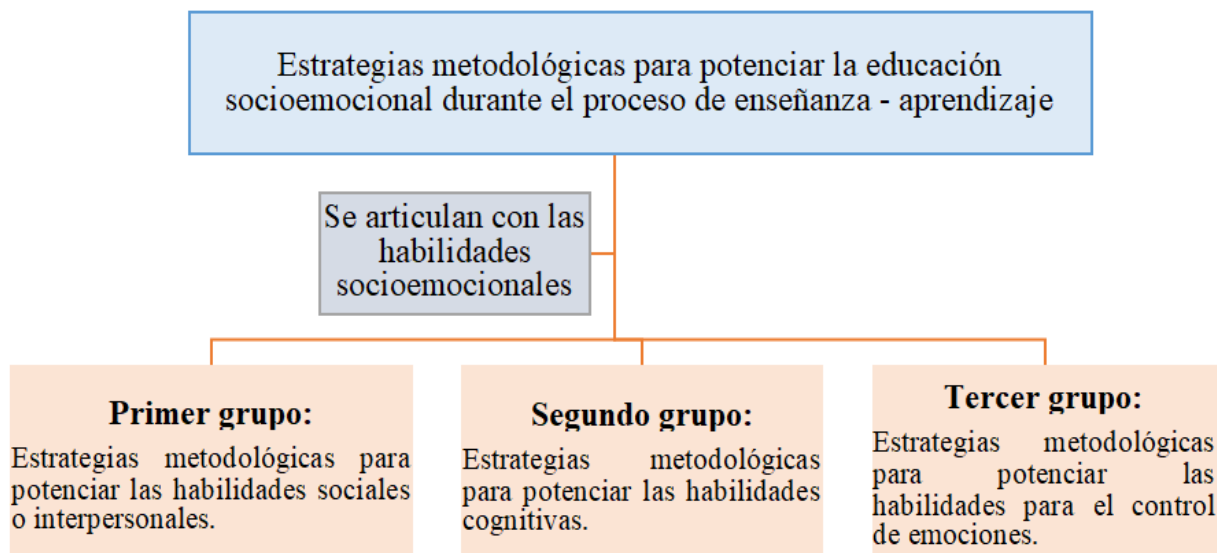 Estrategias metodológicas para potenciar la educación
socioemocional durante el proceso de enseñanza - aprendizaje
Se articulan con las
habilidades
socioemocionales
Primer grupo:
Estrategias metodológicas para
potenciar las habilidades sociales
o interpersonales.
Segundo grupo:
Estrategias metodológicas
para potenciar las habilidades
cognitivas.
Tercer grupo:
Estrategias metodológicas
para potenciar las
habilidades para el control
de emociones.